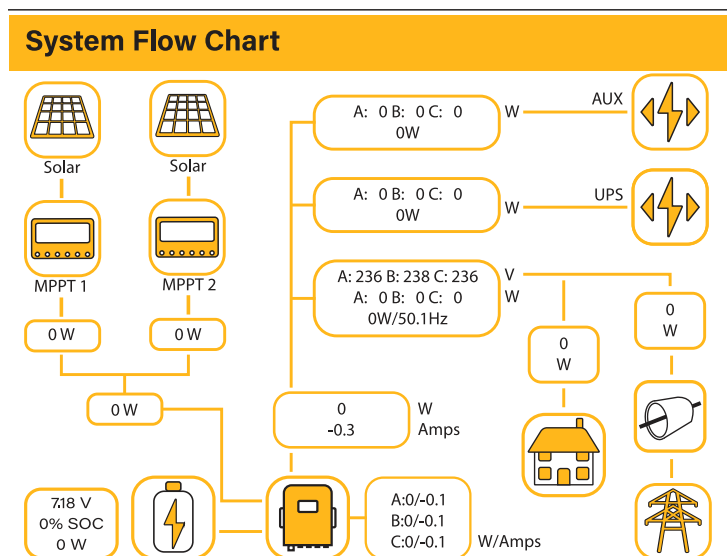 System Flow Chart
Solar
Solar
MPPT 1
MPPT 2
0 W
0 W
0 W
A: 0 B: 0 C: 0
0W
W
AUX
A: 0 B: 0 C: 0
0W
W
UPS
A: 236 B: 238 C: 236
A: 0 B: 0 C: 0
0W/50.1Hz
V
W
0
W
0
W
0
-0.3
W
Amps
7.18 V
0% SOC
0 W
A:0/-0.1
B:0/-0.1
C:0/-0.1
W/Amps